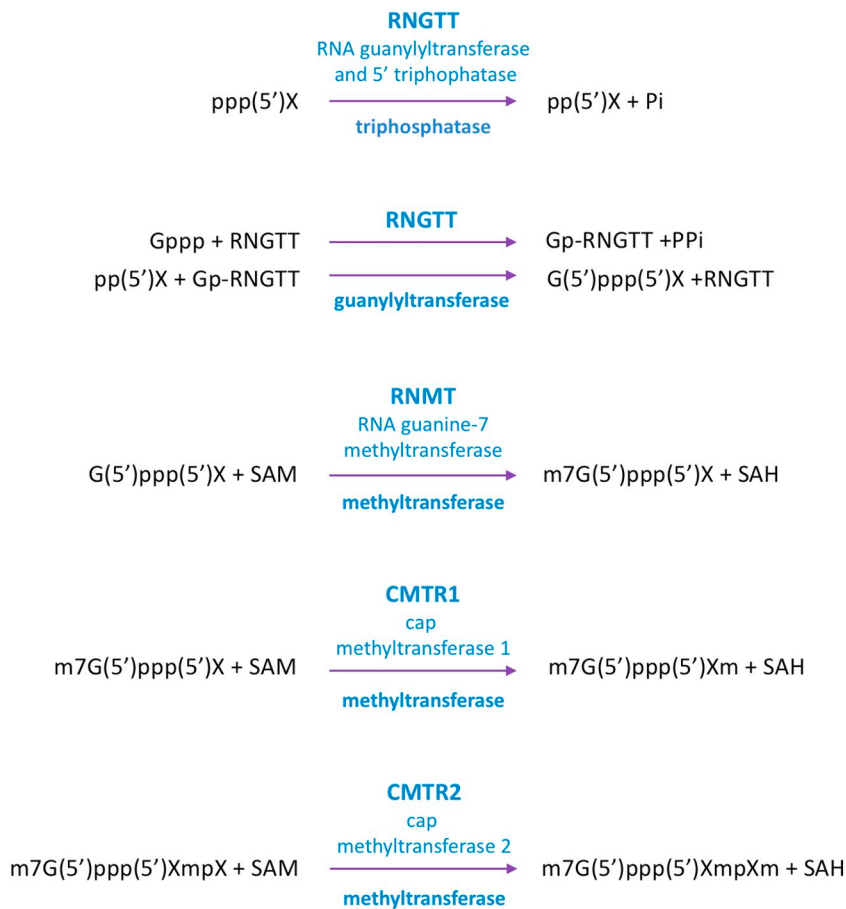 RNGTT
RNA guanylyltransferase
and 5’ triphophatase
ppp(5’)X
pp(5’)X + Pi
triphosphatase
RNGTT
Gppp + RNGTT
Gp-RNGTT +PPi
pp(5’)X + Gp-RNGTT
G(5’)ppp(5’)X +RNGTT
guanylyltransferase
RNMT
RNA guanine-7
methyltransferase
G(5’)ppp(5’)X + SAM
m7G(5’)ppp(5’)X + SAH
methyltransferase
CMTR1
cap
methyltransferase 1
m7G(5’)ppp(5’)X + SAM
m7G(5’)ppp(5’)Xm + SAH
methyltransferase
CMTR2
cap
methyltransferase 2
m7G(5’)ppp(5’)XmpX + SAM
m7G(5’)ppp(5’)XmpXm + SAH
methyltransferase